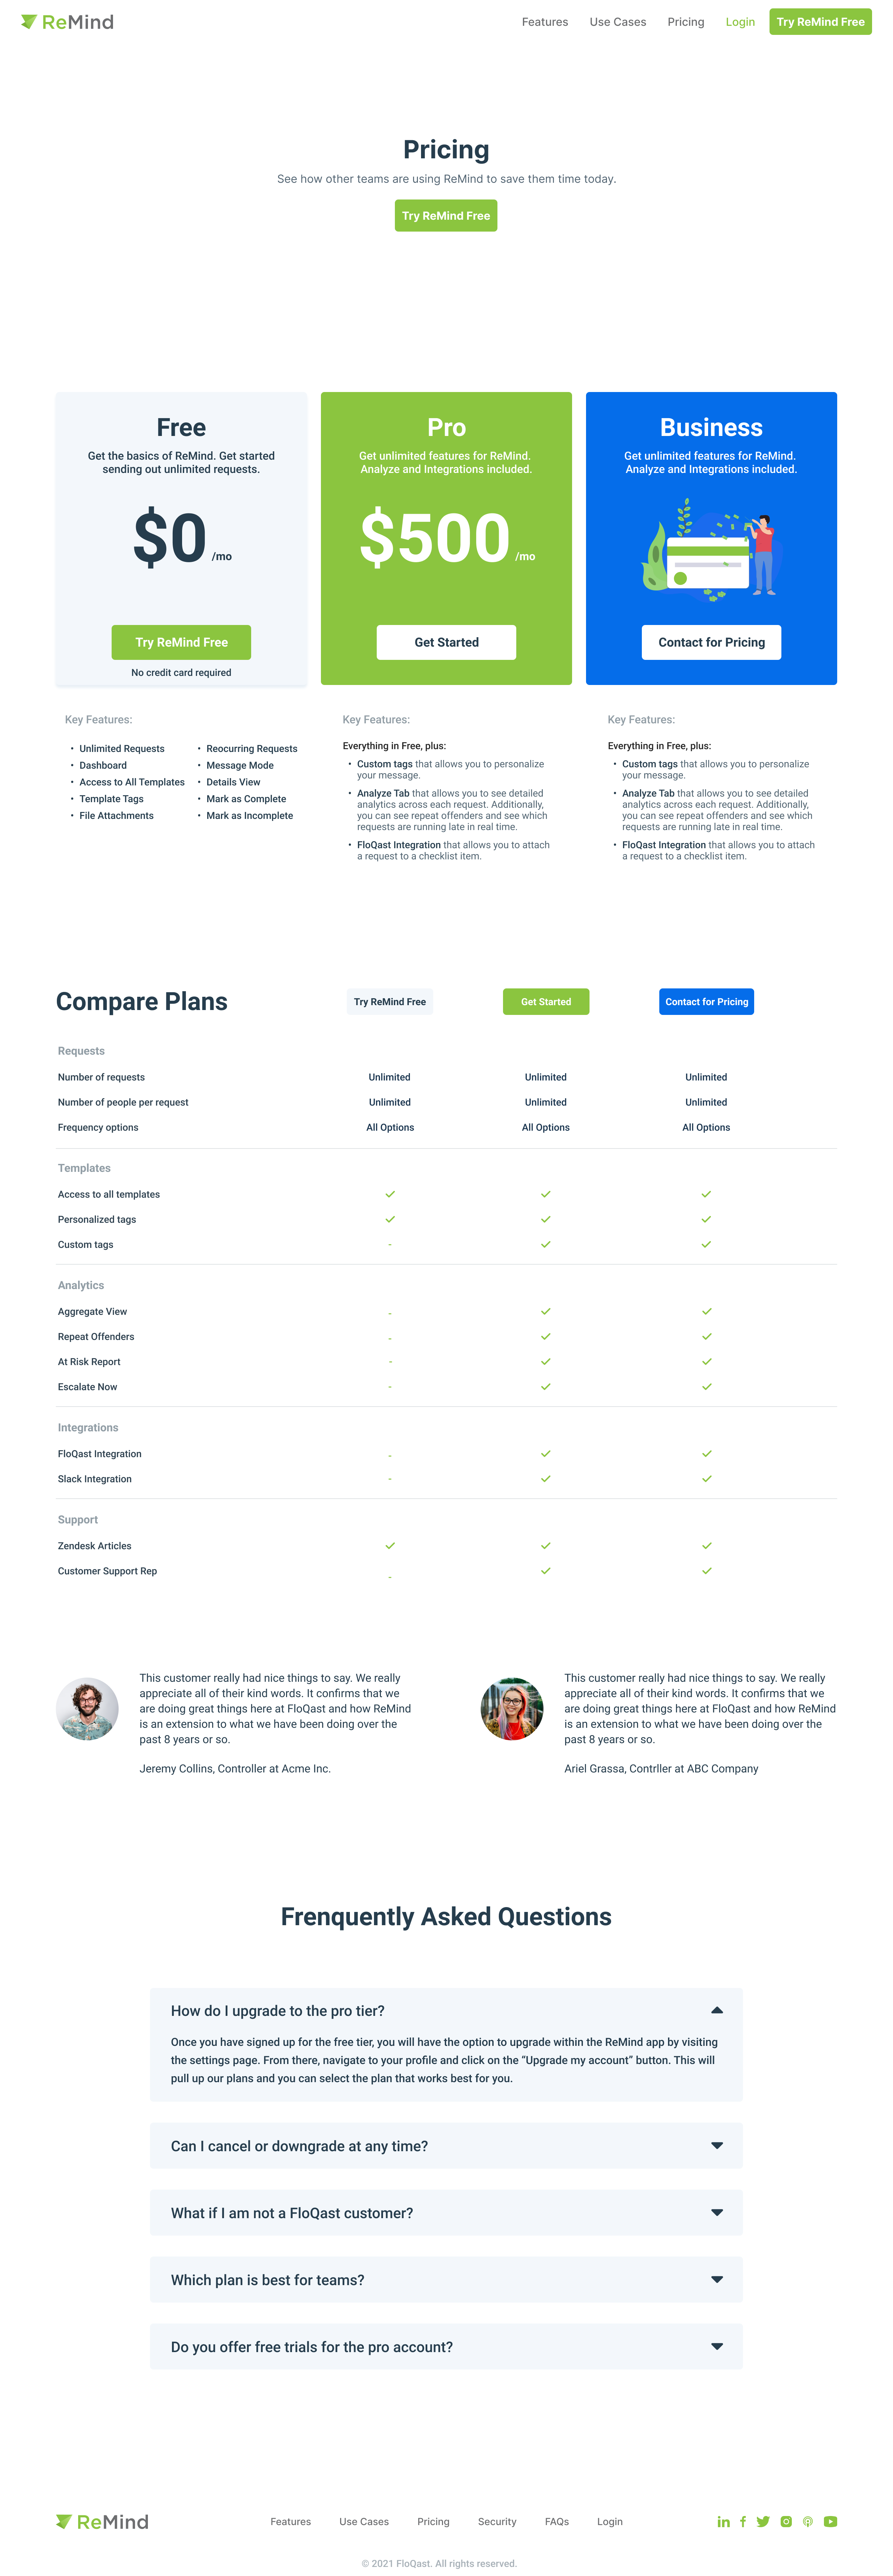 ReMind
Features Use Cases Pricing Login Try ReMind Free
Pricing
See how other teams are using ReMind to save them time today.
Try ReMind Free
Free
Get the basics of ReMind. Get started
sending out unlimited requests.
$0 /mo
Try ReMind Free
No credit card required
Pro
Get unlimited features for ReMind.
Analyze and Integrations included.
$500 /mo
Get Started
Business
Get unlimited features for ReMind.
Analyze and Integrations included.
Contact for Pricing
Key Features:
• Unlimited Requests
• Dashboard
• Access to All Templates
• Template Tags
• File Attachments
• Reocurring Requests
• Message Mode
• Details View
• Mark as Complete
• Mark as Incomplete
Key Features:
Everything in Free, plus:
• Custom tags that allows you to personalize
your message.
• Analyze Tab that allows you to see detailed
analytics across each request. Additionally,
you can see repeat offenders and see which
requests are running late in real time.
• FloQast Integration that allows you to attach
a request to a checklist item.
Key Features:
Everything in Free, plus:
• Custom tags that allows you to personalize
your message.
• Analyze Tab that allows you to see detailed
analytics across each request. Additionally,
you can see repeat offenders and see which
requests are running late in real time.
• FloQast Integration that allows you to attach
a request to a checklist item.
Compare Plans Try ReMind Free Get Started Contact for Pricing
Requests
Number of requests Unlimited Unlimited Unlimited
Number of people per request Unlimited Unlimited Unlimited
Frequency options All Options All Options All Options
Templates
Access to all templates ✓ ✓ ✓
Personalized tags ✓ ✓ ✓
Custom tags - ✓ ✓
Analytics
Aggregate View - ✓ ✓
Repeat Offenders - ✓ ✓
At Risk Report - ✓ ✓
Escalate Now - ✓ ✓
Integrations
FloQast Integration - ✓ ✓
Slack Integration - ✓ ✓
Support
Zendesk Articles ✓ ✓ ✓
Customer Support Rep - ✓ ✓
This customer really had nice things to say. We really
appreciate all of their kind words. It confirms that we
are doing great things here at FloQast and how ReMind
is an extension to what we have been doing over the
past 8 years or so.
Jeremy Collins, Controller at Acme Inc.
This customer really had nice things to say. We really
appreciate all of their kind words. It confirms that we
are doing great things here at FloQast and how ReMind
is an extension to what we have been doing over the
past 8 years or so.
Ariel Grassa, Contrller at ABC Company
Frenquently Asked Questions
How do I upgrade to the pro tier?
Once you have signed up for the free tier, you will have the option to upgrade within the ReMind app by visiting
the settings page. From there, navigate to your profile and click on the “Upgrade my account” button. This will
pull up our plans and you can select the plan that works best for you.
Can I cancel or downgrade at any time?
What if I am not a FloQast customer?
Which plan is best for teams?
Do you offer free trials for the pro account?
ReMind
Features Use Cases Pricing Security FAQs Login
© 2021 FloQast. All rights reserved.